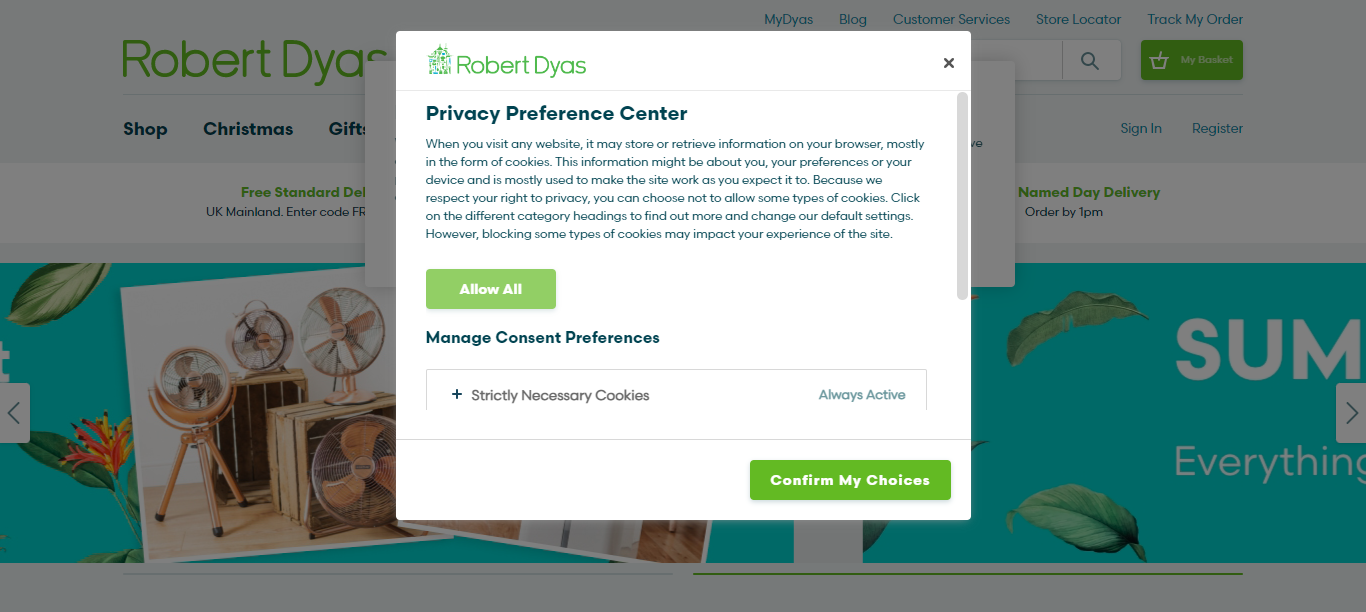 MyDyas Blog Customer Services Store Locator Track My Order
Robert Dyas
My Basket
Shop Christmas Gifts
Sign In Register
Free Standard Del
UK Mainland. Enter code FR
Named Day Delivery
Order by 1pm
Robert Dyas
Privacy Preference Center
When you visit any website, it may store or retrieve information on your browser, mostly
in the form of cookies. This information might be about you, your preferences or your
device and is mostly used to make the site work as you expect it to. Because we
respect your right to privacy, you can choose not to allow some types of cookies. Click
on the different category headings to find out more and change our default settings.
However, blocking some types of cookies may impact your experience of the site.
Allow All
Manage Consent Preferences
+ Strictly Necessary Cookies Always Active
Confirm My Choices
SUM
Everything